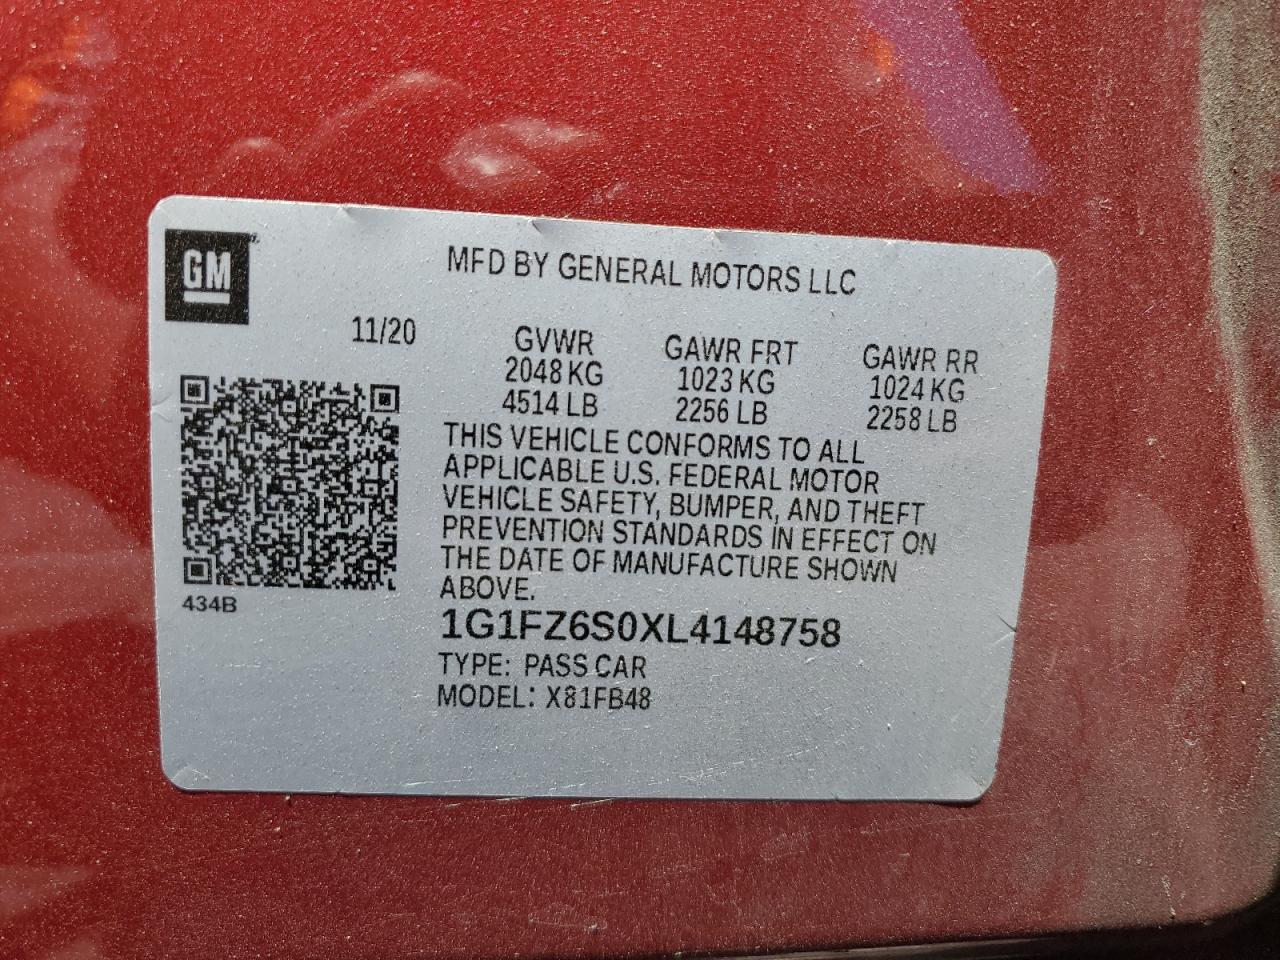 GM
MFD BY GENERAL MOTORS LLC
11/20
GVWR
2048 KG
4514 LB
GAWR FRT
1023 KG
2256 LB
GAWR RR
1024 KG
2258 LB
THIS VEHICLE CONFORMS TO ALL
APPLICABLE U.S. FEDERAL MOTOR
VEHICLE SAFETY, BUMPER, AND THEFT
PREVENTION STANDARDS IN EFFECT ON
THE DATE OF MANUFACTURE SHOWN
ABOVE.
434B
1G1FZ6S0XL4148758
TYPE: PASS CAR
MODEL: X81FB48